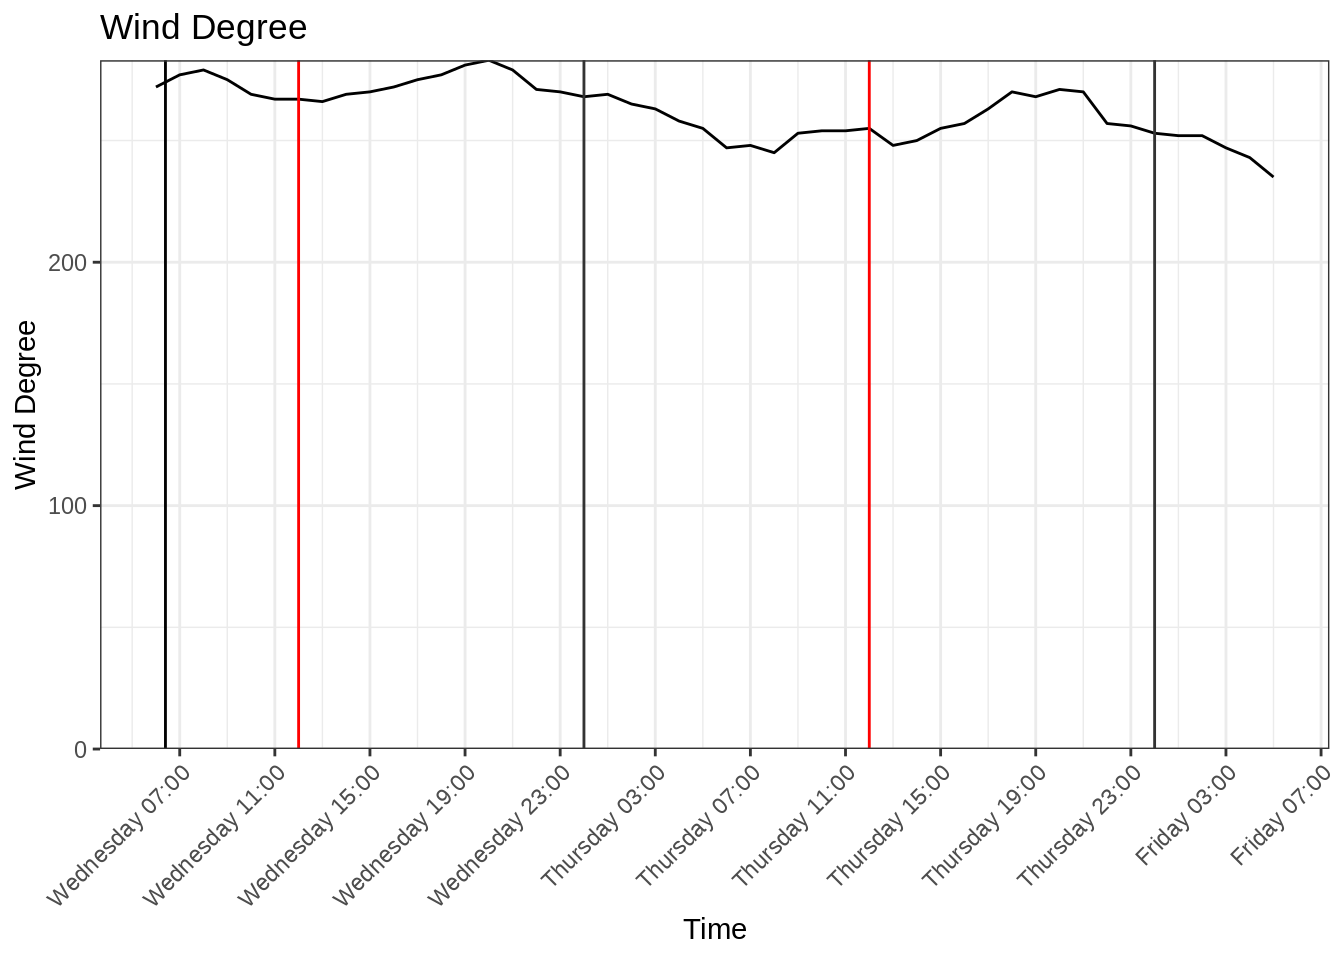 Wind Degree
Wind Degree
200
100
0
Wednesday 07:00
Wednesday 11:00
Wednesday 15:00
Wednesday 19:00
Wednesday 23:00
Thursday 03:00
Thursday 07:00
Thursday 11:00
Thursday 15:00
Thursday 19:00
Thursday 23:00
Friday 03:00
Friday 07:00
Time